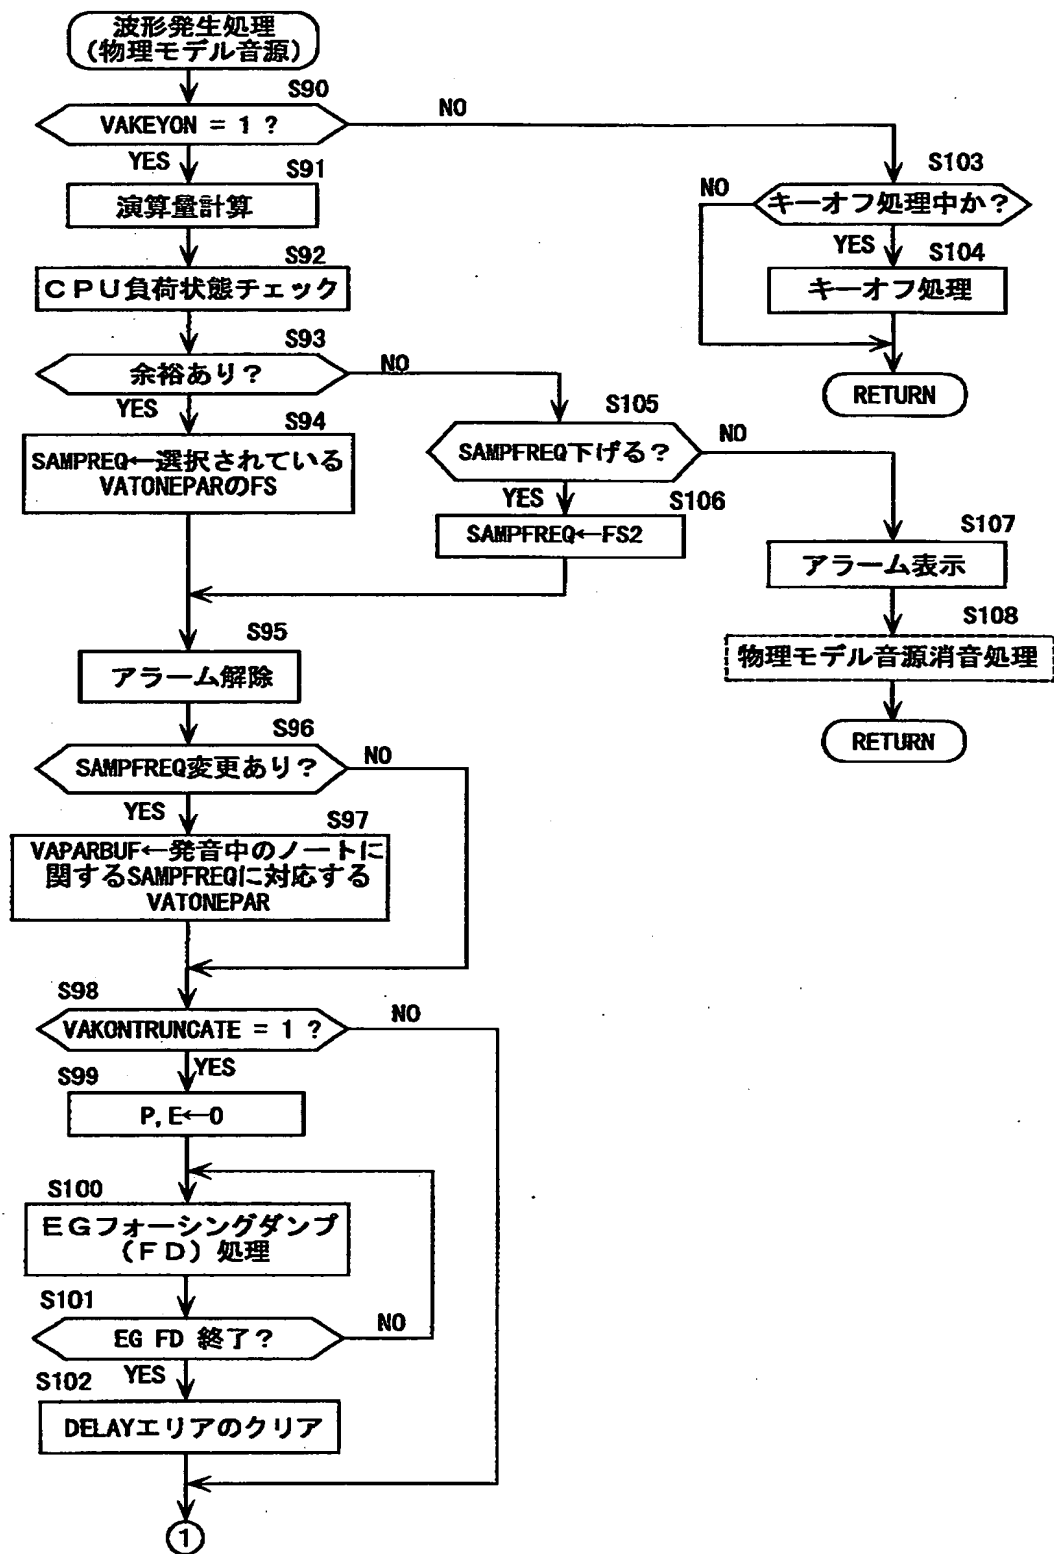 波形発生処理
(物理モデル音源)
S90
VAKEYON = 1 ?
NO
YES
S91
演算量計算
S92
CPU負荷状態チェック
S93
余裕あり?
NO
YES
S94
SAMPREQ←選択されている
VATONEPARのFS
S95
アラーム解除
S96
SAMPFREQ変更あり?
NO
YES
S97
VAPARBUF←発音中のノートに
関するSAMPFREQに対応する
VATONEPAR
S98
VAKONTRUNCATE = 1 ?
NO
YES
S99
P, E←0
S100
EGフォーシングダンプ
(FD)処理
S101
EG FD 終了?
NO
YES
S102
DELAYエリアのクリア
1
S103
キーオフ処理中か?
NO
YES
S104
キーオフ処理
RETURN
S105
SAMPFREQ下げる?
NO
YES
S106
SAMPFREQ←FS2
S107
アラーム表示
S108
物理モデル音源消音処理
RETURN